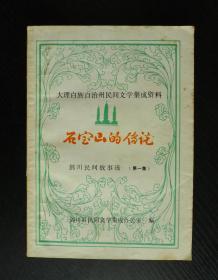 大理白族自治州民间文学集成资料
石宝山的传说
剑川民间故事选 (第一集)
剑川县民间文学集成办公室 编